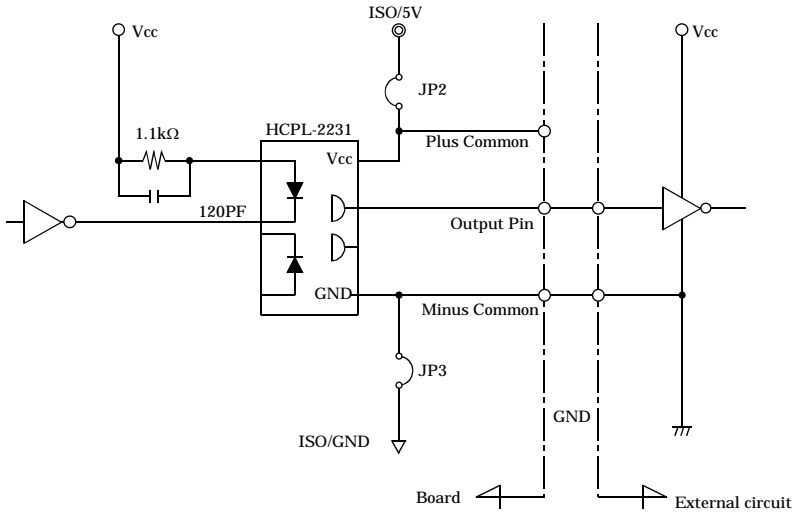 ISO/5V
Vcc
Vcc
JP2
1.1kΩ
HCPL-2231
Vcc
Plus Common
120PF
Output Pin
GND
Minus Common
JP3
GND
ISO/GND
Board
External circuit